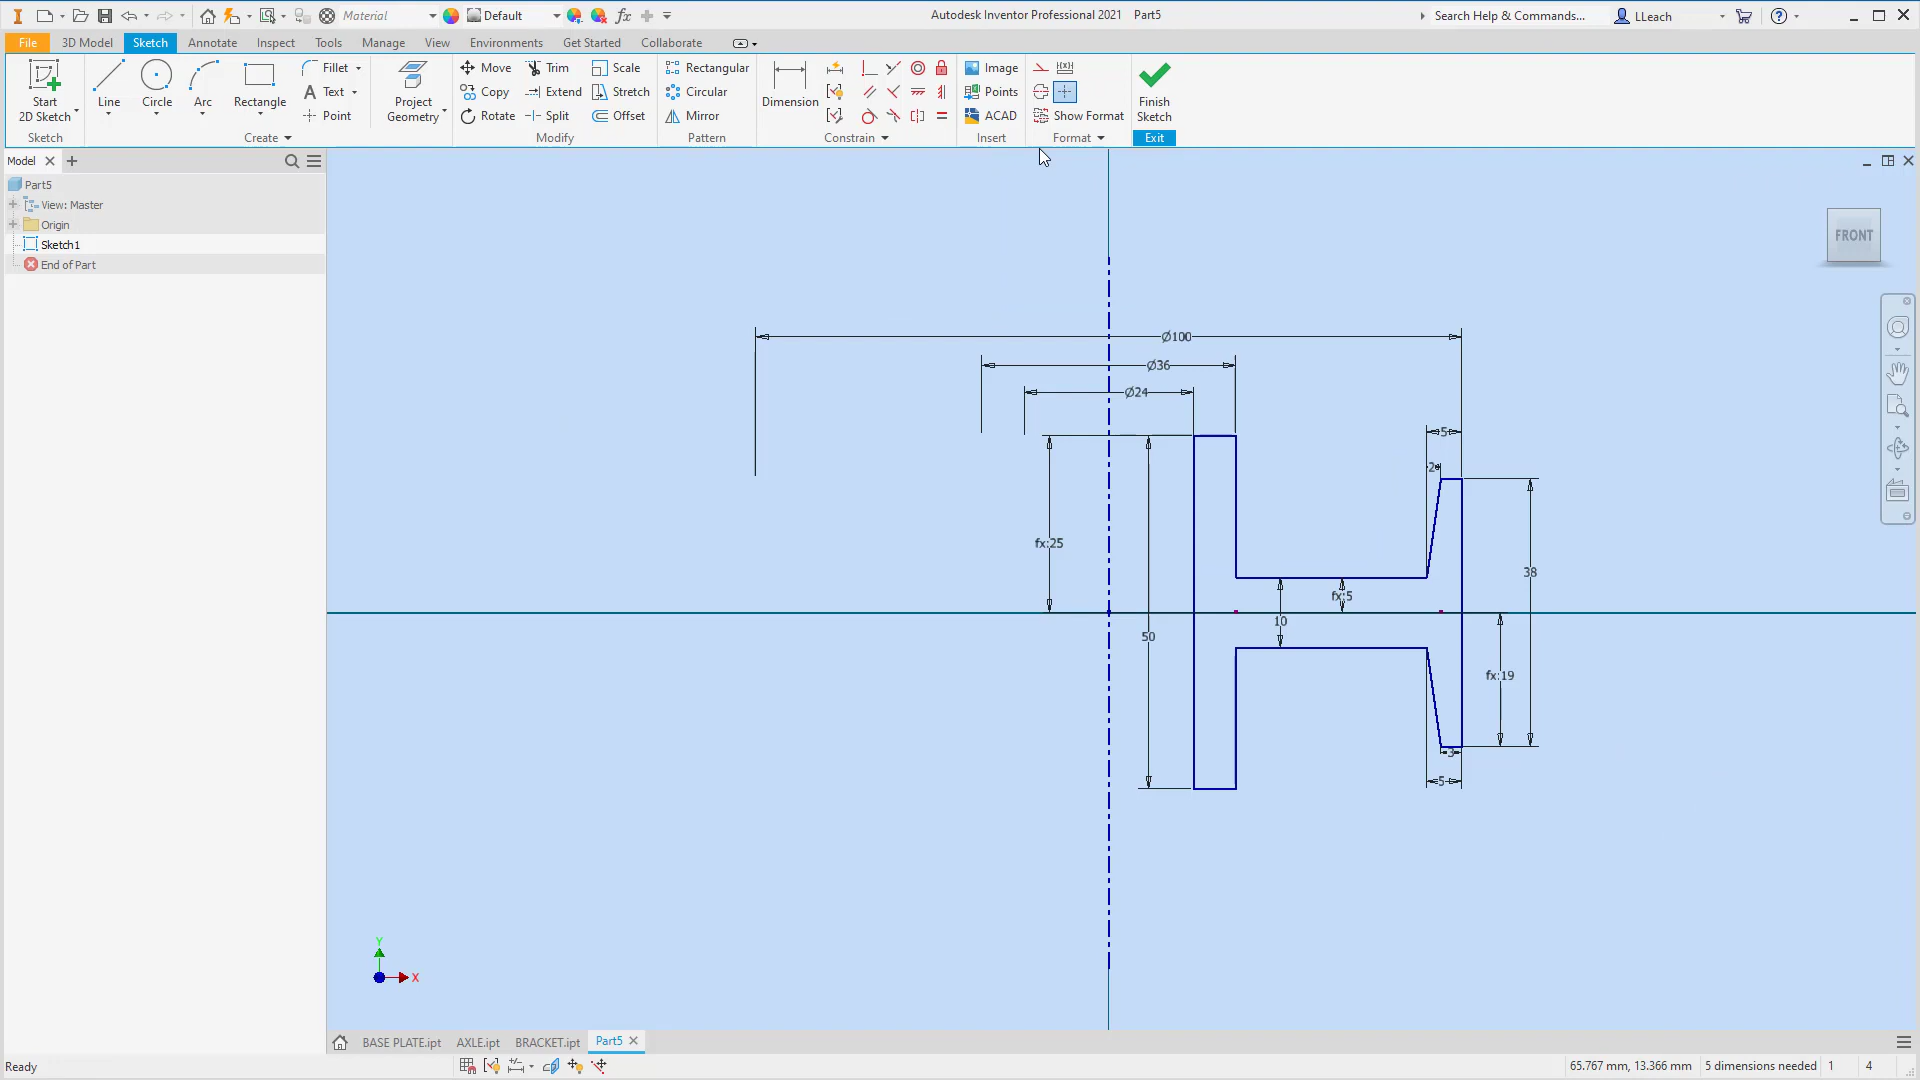 Material
Default
fx
Autodesk Inventor Professional 2021 Part5
Search Help & Commands...
LLeach
File
3D Model
Sketch
Annotate
Inspect
Tools
Manage
View
Environments
Get Started
Collaborate
Start
2D Sketch
Line
Circle
Arc
Rectangle
Fillet
Text
Point
Project
Geometry
Move
Trim
Scale
Copy
Extend
Stretch
Rotate
Split
Offset
Rectangular
Circular
Mirror
Dimension
Image
Points
ACAD
Show Format
Finish
Sketch
Sketch
Create
Modify
Pattern
Constrain
Insert
Format
Exit
Model
Part5
View: Master
Origin
Sketch1
End of Part
FRONT
Ø100
Ø36
Ø24
5
2
fx:25
38
fx:5
10
50
fx:19
3
5
Y
X
BASE PLATE.ipt
AXLE.ipt
BRACKET.ipt
Part5
Ready
65.767 mm, 13.366 mm
5 dimensions needed
1
4